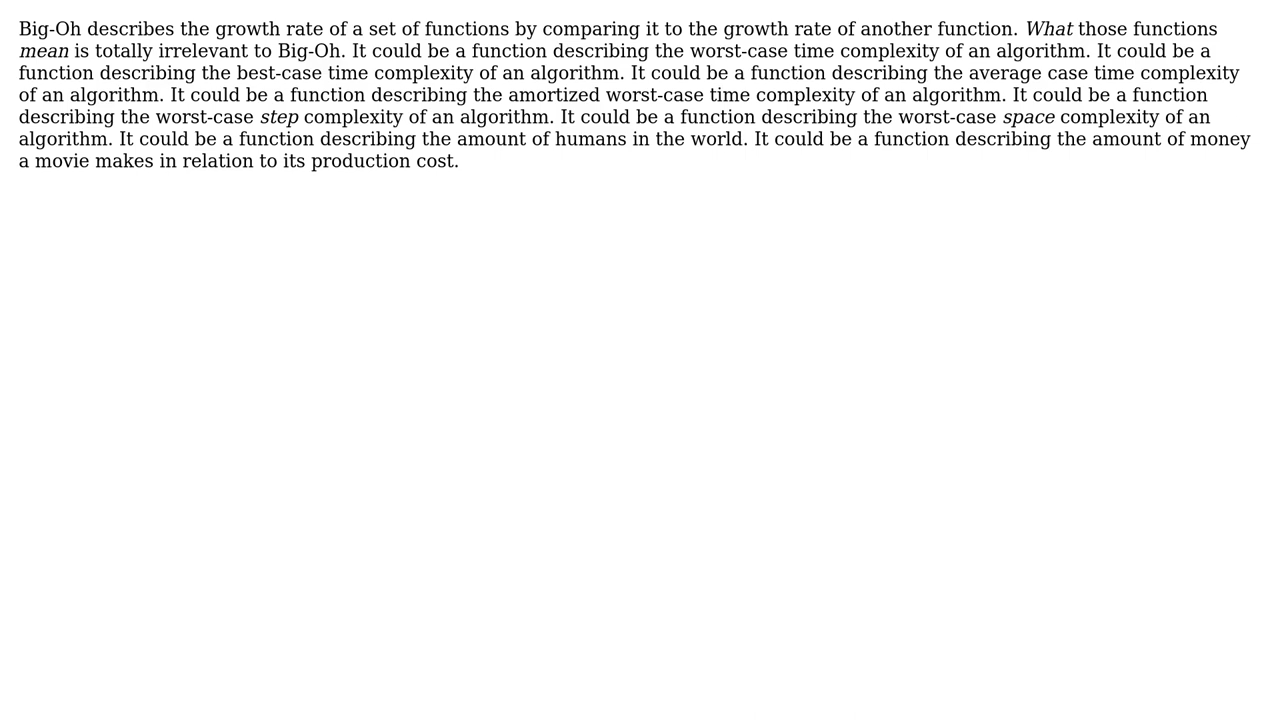 Big-Oh describes the growth rate of a set of functions by comparing it to the growth rate of another function. What those functions
mean is totally irrelevant to Big-Oh. It could be a function describing the worst-case time complexity of an algorithm. It could be a
function describing the best-case time complexity of an algorithm. It could be a function describing the average case time complexity
of an algorithm. It could be a function describing the amortized worst-case time complexity of an algorithm. It could be a function
describing the worst-case step complexity of an algorithm. It could be a function describing the worst-case space complexity of an
algorithm. It could be a function describing the amount of humans in the world. It could be a function describing the amount of money
a movie makes in relation to its production cost.